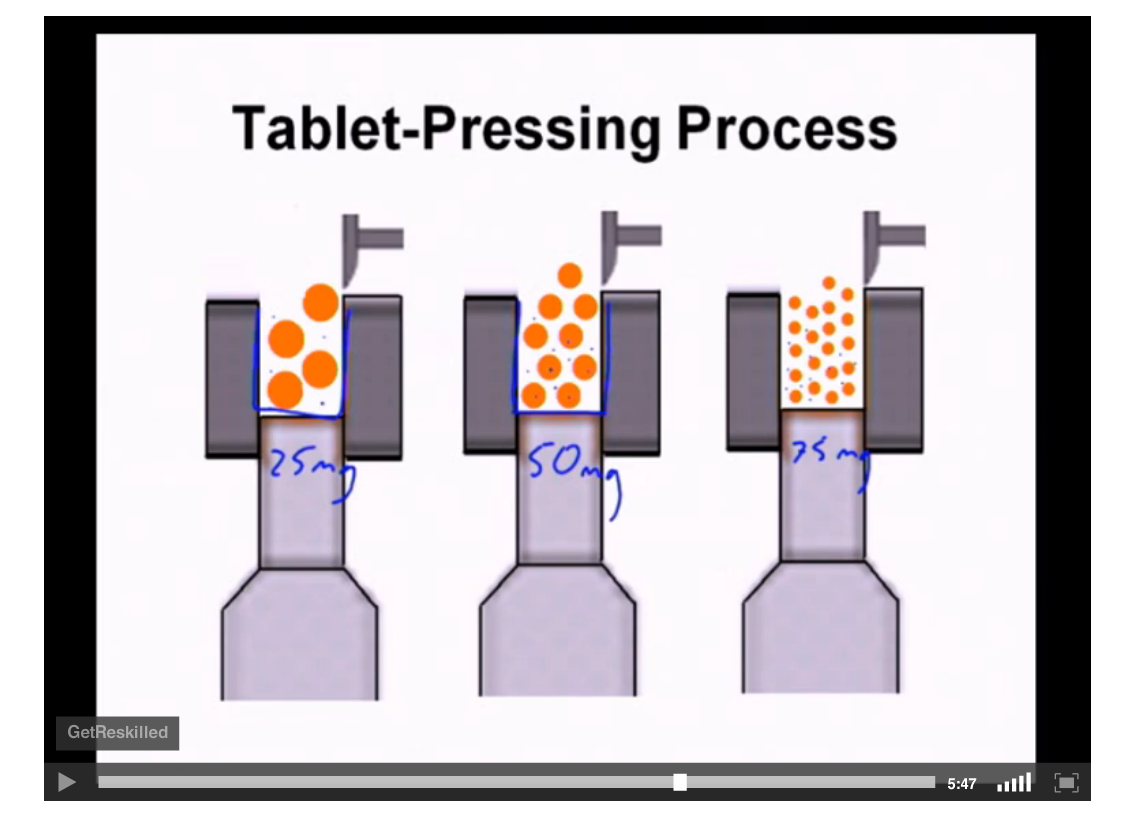 Tablet-Pressing Process
25mg 50mg 75mg
GetReskilled
5:47